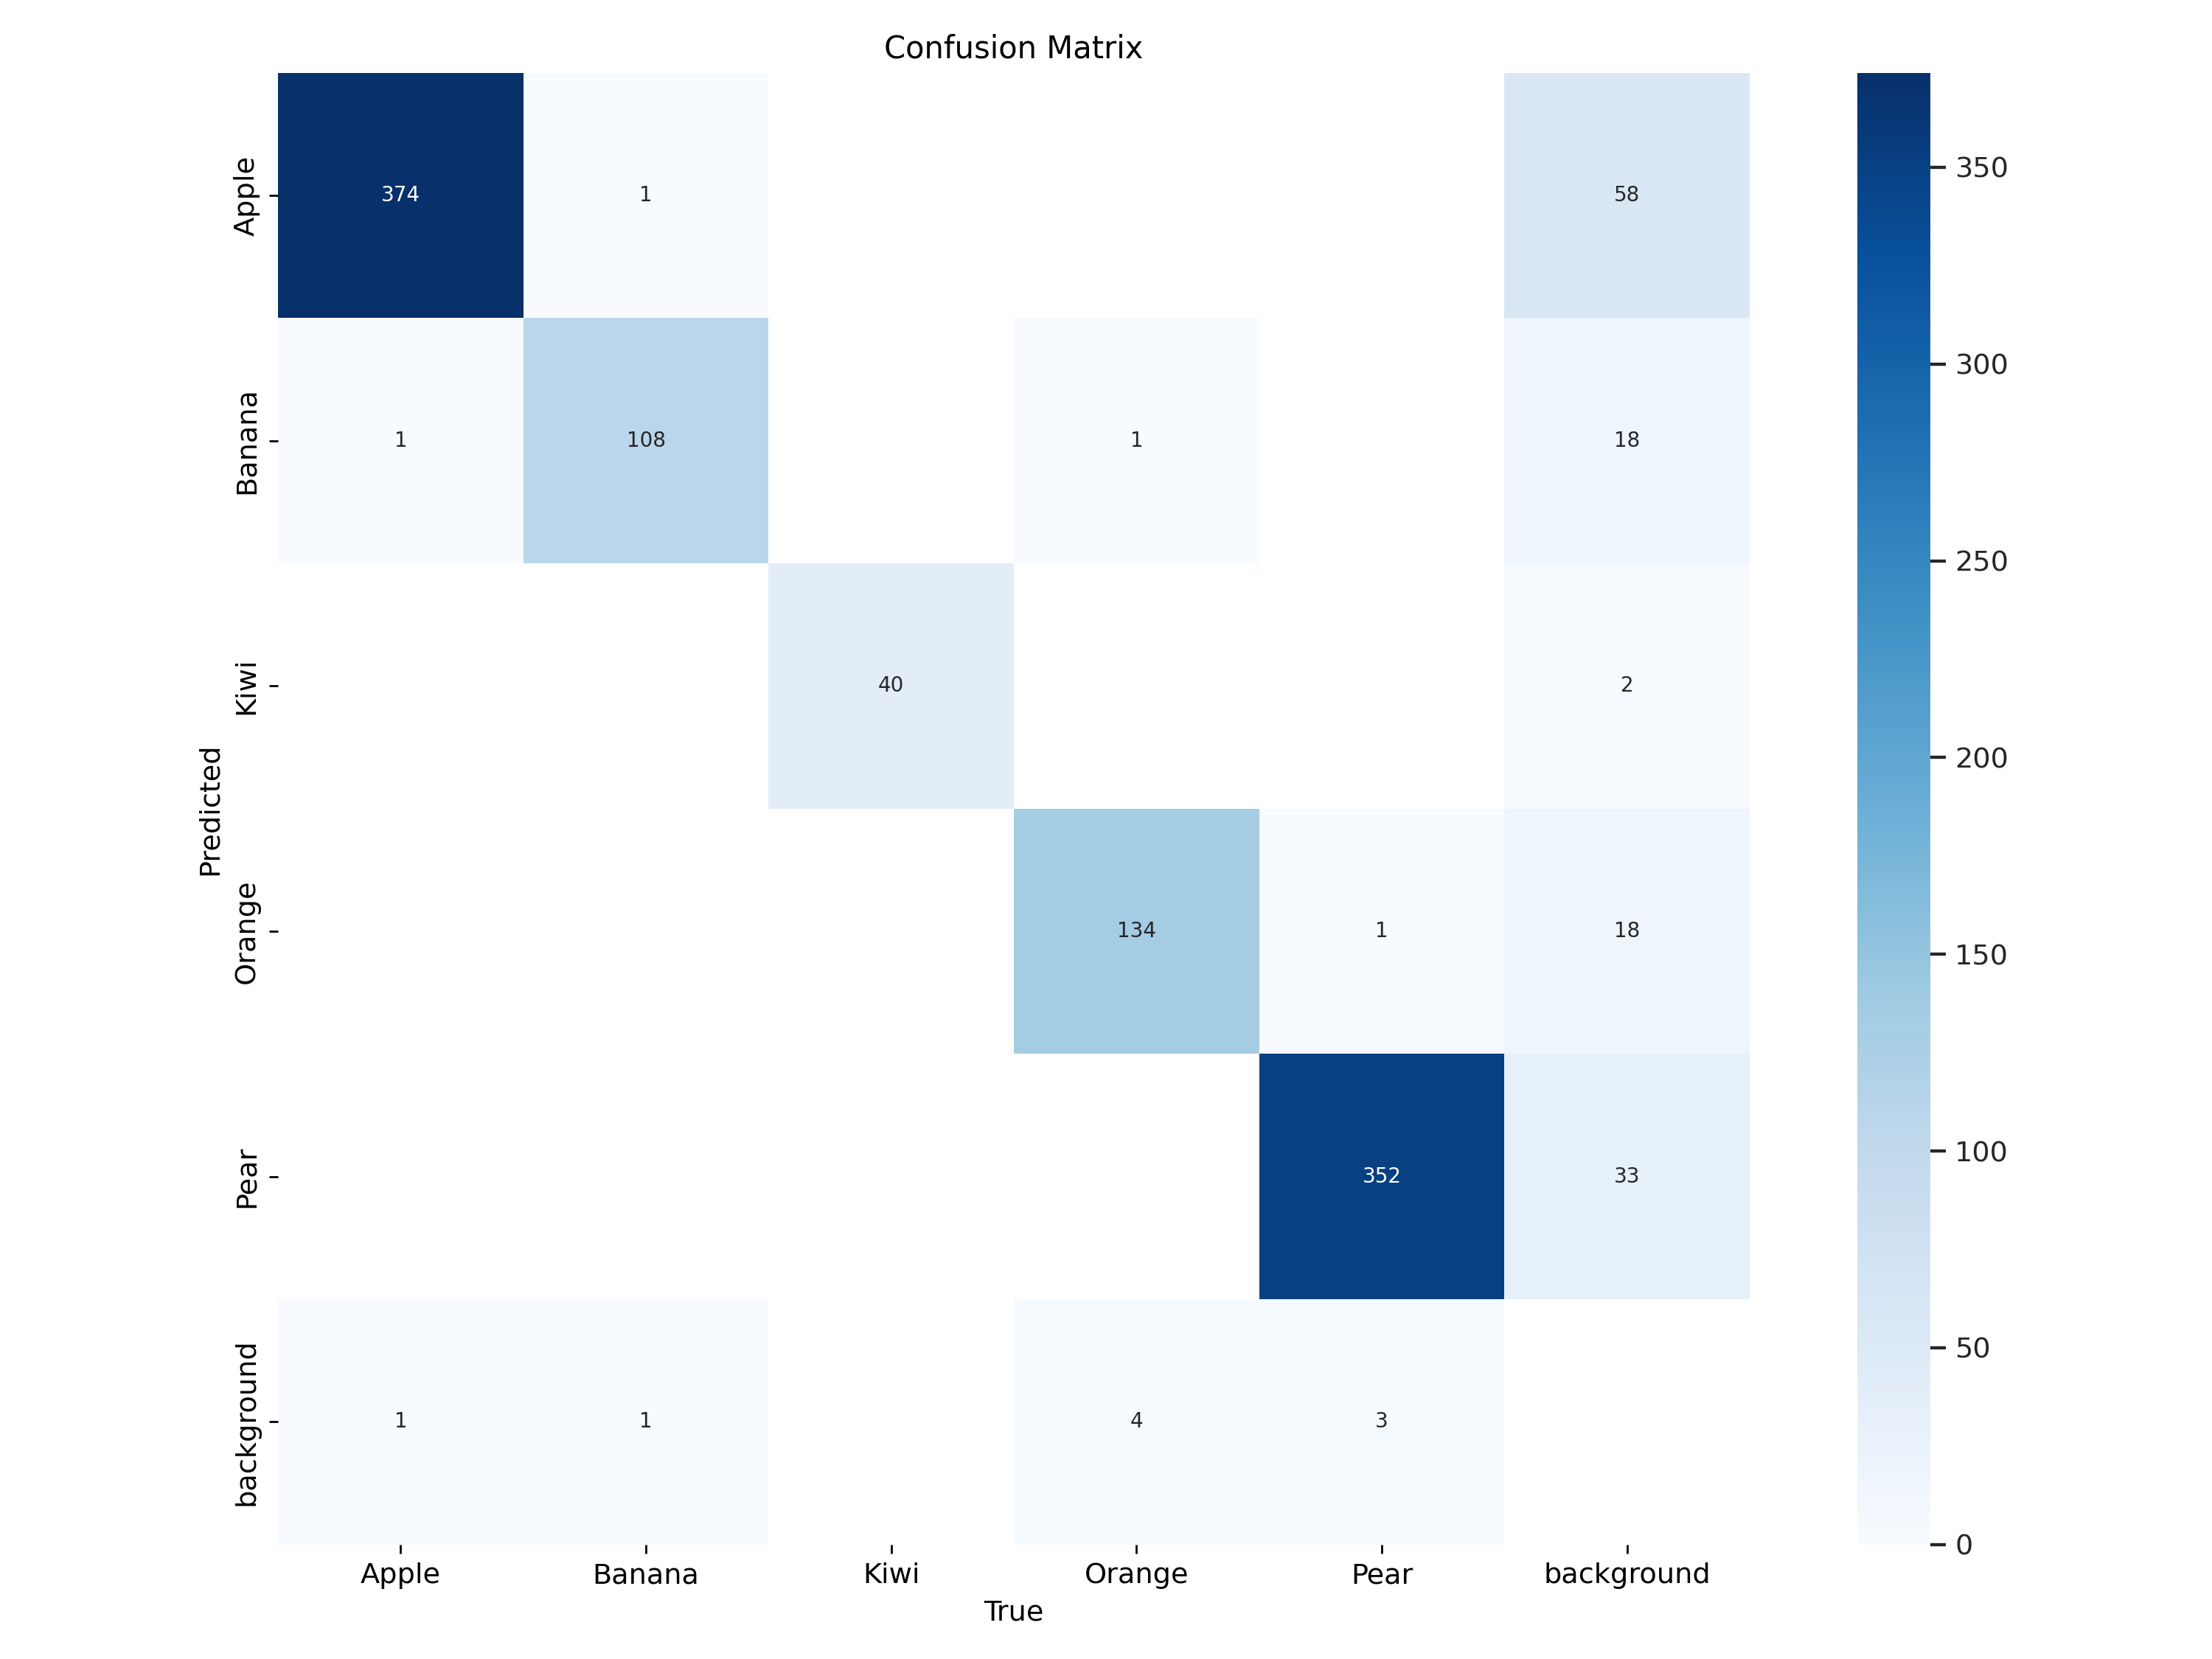 Confusion Matrix
Apple
374
1
58
Banana
1
108
1
18
Kiwi
40
2
Orange
134
1
18
Pear
352
33
background
1
1
4
3
Apple
Banana
Kiwi
Orange
Pear
background
True
Predicted
350
300
250
200
150
100
50
0